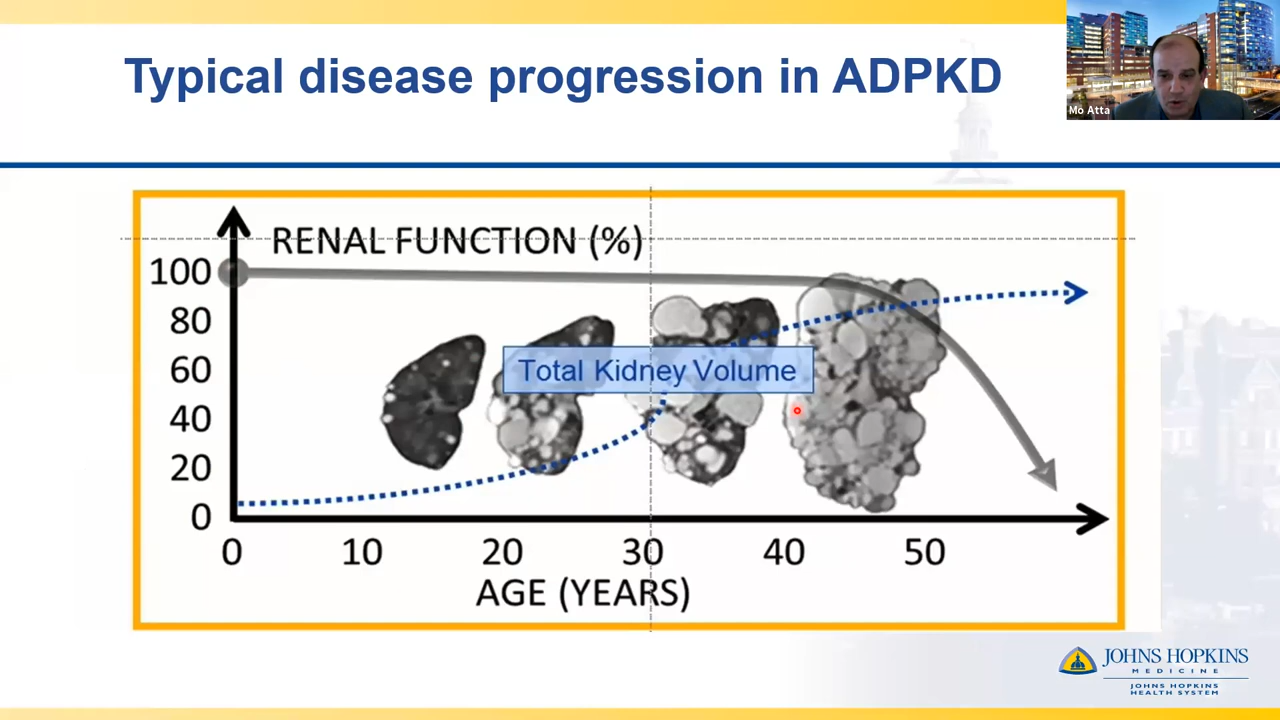 Typical disease progression in ADPKD
Mo Atta
RENAL FUNCTION (%)
100
80
60
40
20
0
Total Kidney Volume
0 10 20 30 40 50
AGE (YEARS)
JOHNS HOPKINS
MEDICINE
JOHNS HOPKINS
HEALTH SYSTEM